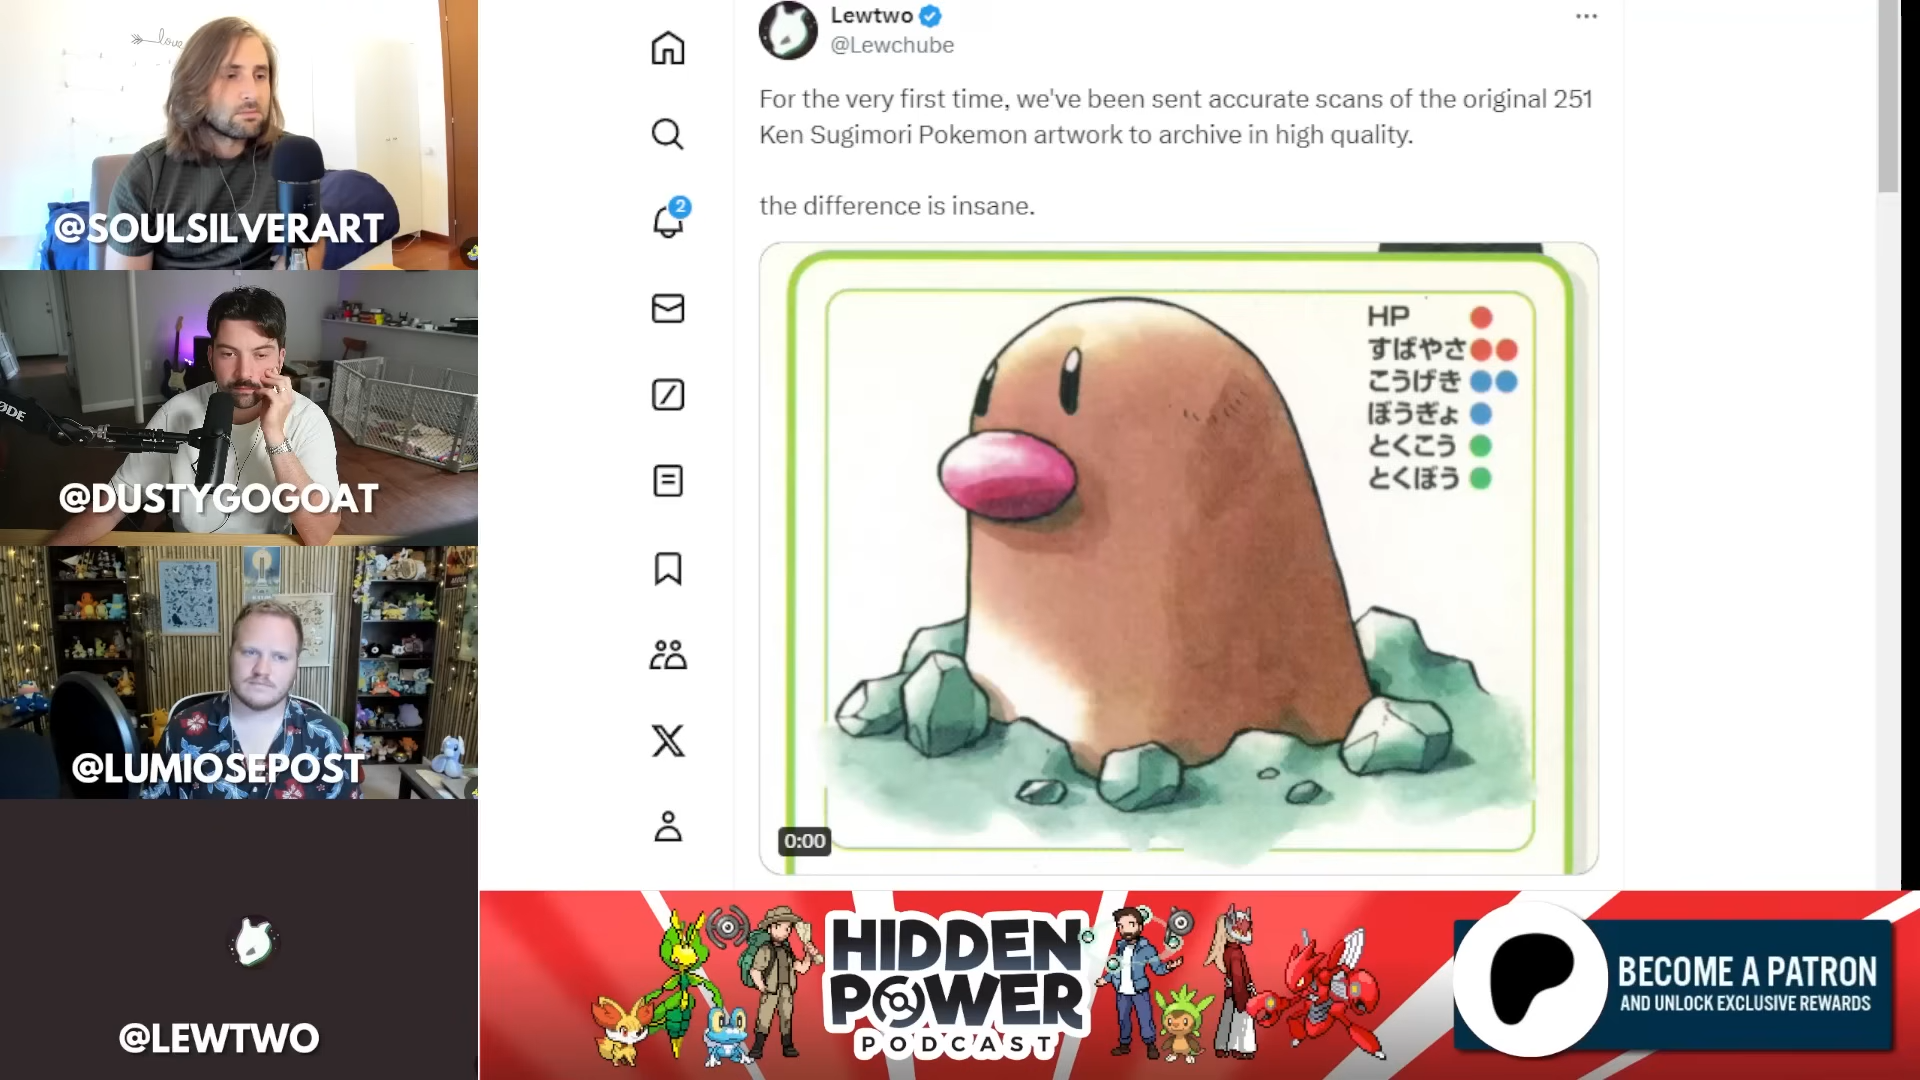 love
@SOULSILVERART
ØDE
@DUSTYGOGOAT
@LUMIOSEPOST
@LEWTWO
Lewtwo
@Lewchube
2
For the very first time, we've been sent accurate scans of the original 251
Ken Sugimori Pokemon artwork to archive in high quality.
the difference is insane.
HP
すばやさ
こうげき
ぼうぎょ
とくこう
とくぼう
0:00
HIDDEN
POWER
PODCAST
BECOME A PATRON
AND UNLOCK EXCLUSIVE REWARDS